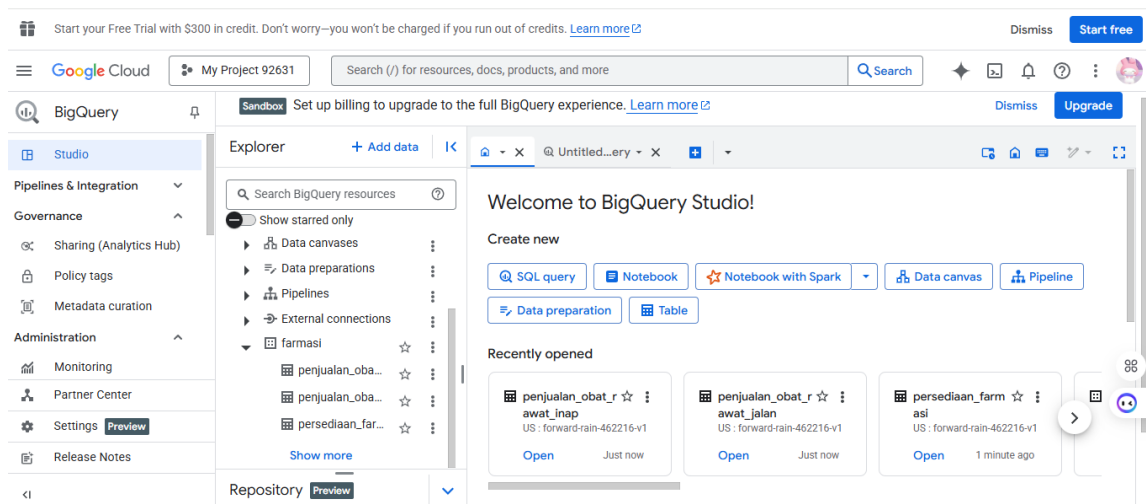 Start your Free Trial with $300 in credit. Don't worry—you won't be charged if you run out of credits. Learn more
Dismiss
Start free
Google Cloud
My Project 92631
Search (/) for resources, docs, products, and more
Search
BigQuery
Sandbox Set up billing to upgrade to the full BigQuery experience. Learn more
Dismiss
Upgrade
Studio
Pipelines & Integration
Governance
Sharing (Analytics Hub)
Policy tags
Metadata curation
Administration
Monitoring
Partner Center
Settings Preview
Release Notes
Explorer
+ Add data
Search BigQuery resources
Show starred only
Data canvases
Data preparations
Pipelines
External connections
farmasi
penjualan_oba...
penjualan_oba...
persediaan_far...
Show more
Repository Preview
Untitled...ery
Welcome to BigQuery Studio!
Create new
SQL query
Notebook
Notebook with Spark
Data canvas
Pipeline
Data preparation
Table
Recently opened
penjualan_obat_r
awat_inap
US : forward-rain-462216-v1
Open
Just now
penjualan_obat_r
awat_jalan
US : forward-rain-462216-v1
Open
Just now
persediaan_farm
asi
US : forward-rain-462216-v1
Open
1 minute ago